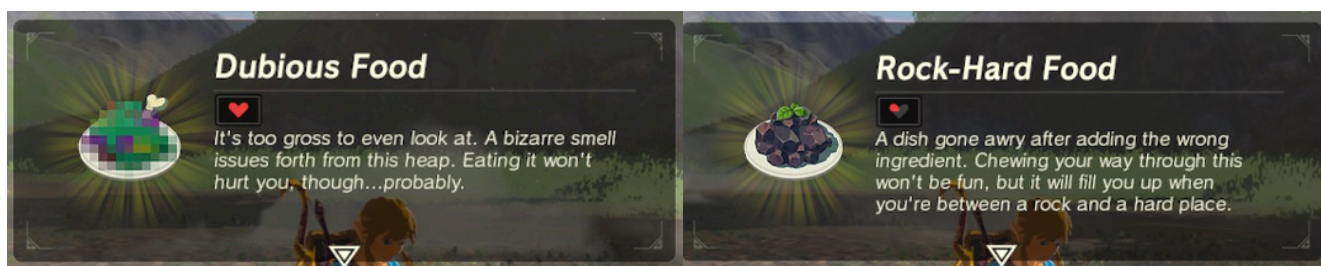 Dubious Food
It's too gross to even look at. A bizarre smell
issues forth from this heap. Eating it won't
hurt you, though...probably.
Rock-Hard Food
A dish gone awry after adding the wrong
ingredient. Chewing your way through this
won't be fun, but it will fill you up when
you're between a rock and a hard place.